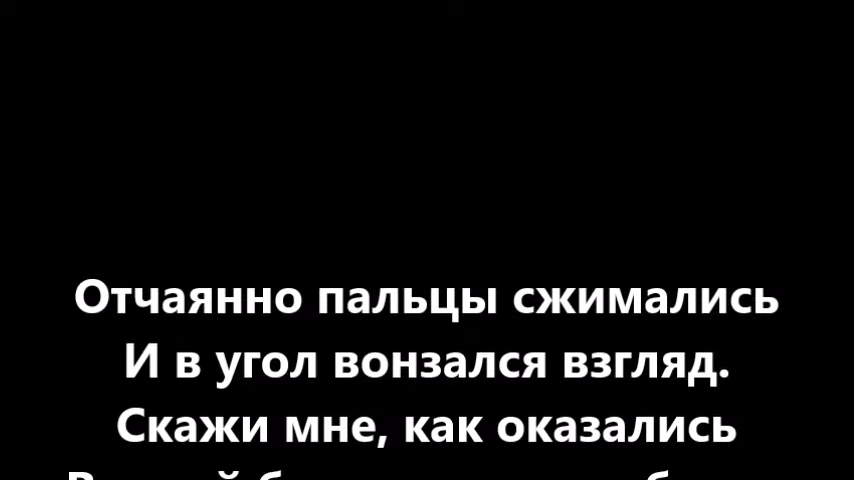 Отчаянно пальцы сжимались
И в угол вонзался взгляд.
Скажи мне, как оказались